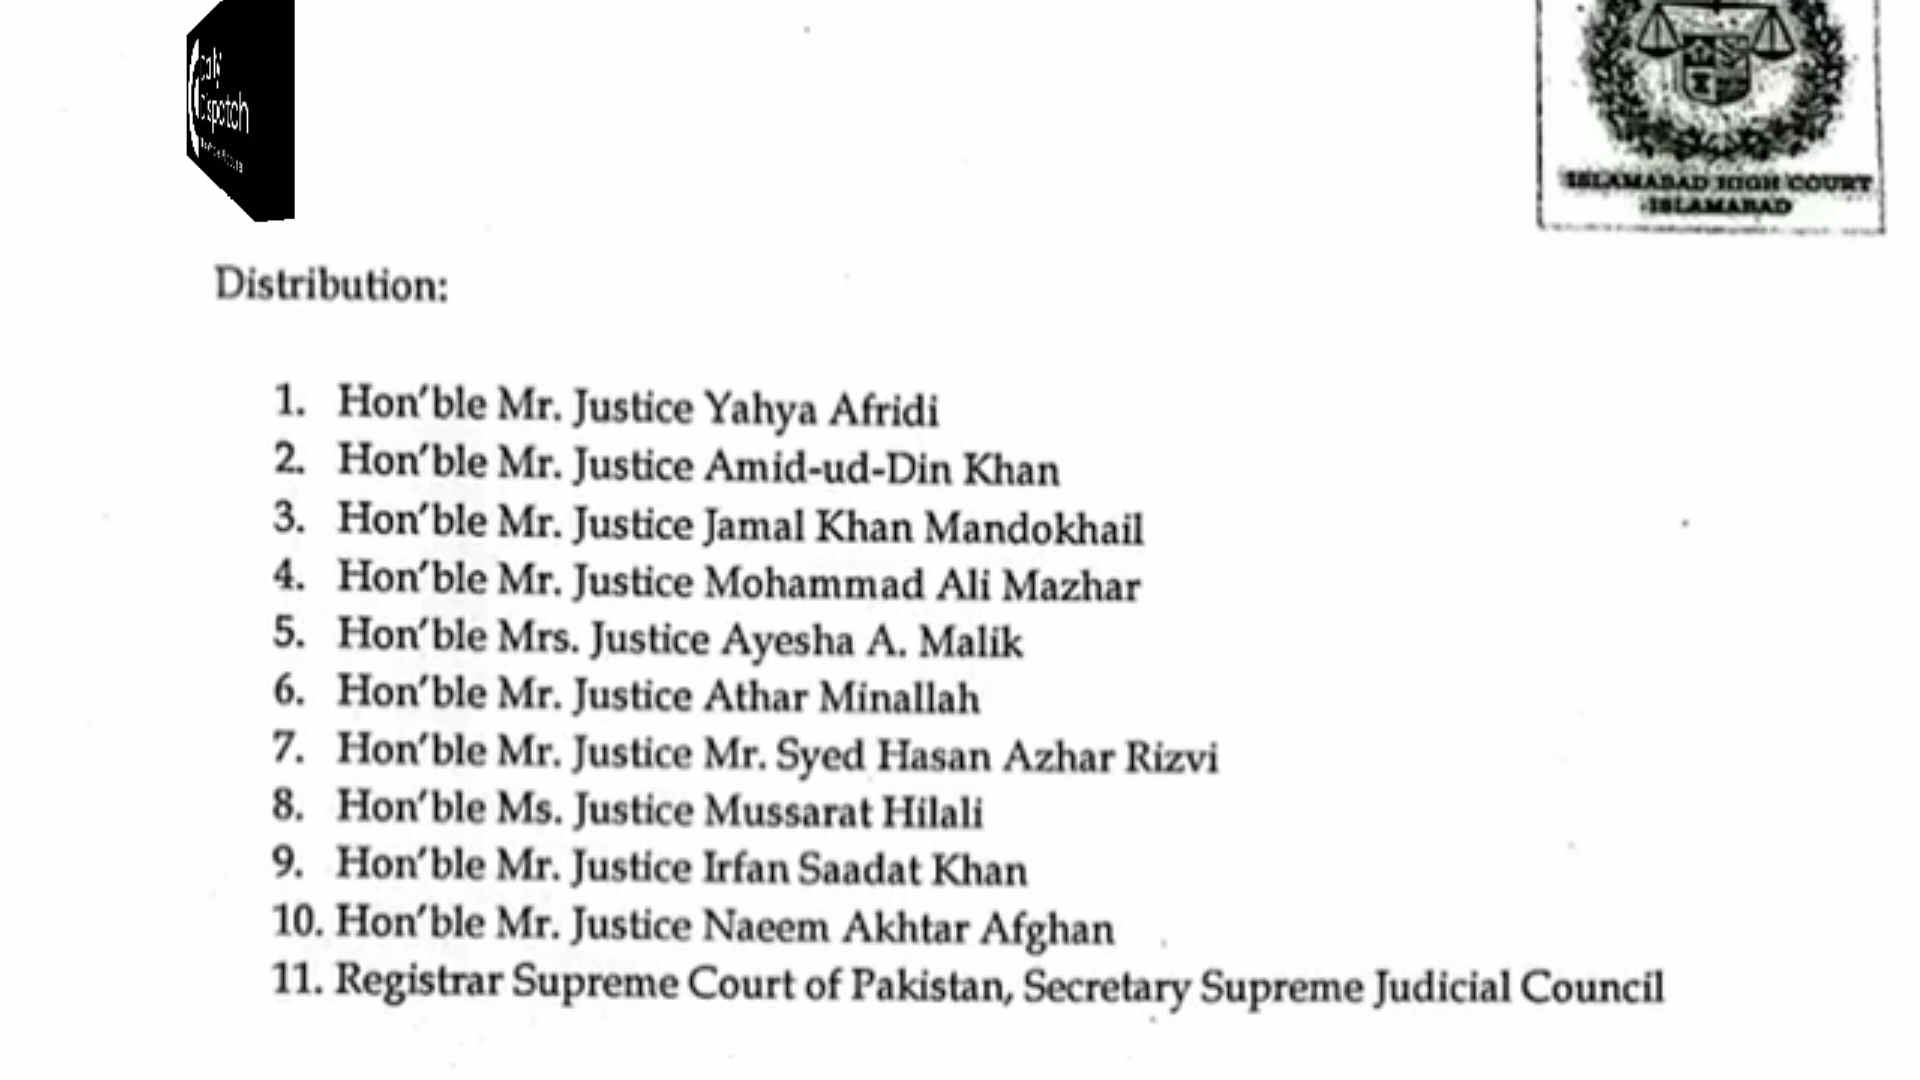 Daily
Dispatch
ISLAMABAD HIGH COURT
ISLAMABAD
Distribution:
1. Hon'ble Mr. Justice Yahya Afridi
2. Hon'ble Mr. Justice Amid-ud-Din Khan
3. Hon'ble Mr. Justice Jamal Khan Mandokhail
4. Hon'ble Mr. Justice Mohammad Ali Mazhar
5. Hon'ble Mrs. Justice Ayesha A. Malik
6. Hon'ble Mr. Justice Athar Minallah
7. Hon'ble Mr. Justice Mr. Syed Hasan Azhar Rizvi
8. Hon'ble Ms. Justice Mussarat Hilali
9. Hon'ble Mr. Justice Irfan Saadat Khan
10. Hon'ble Mr. Justice Naeem Akhtar Afghan
11. Registrar Supreme Court of Pakistan, Secretary Supreme Judicial Council